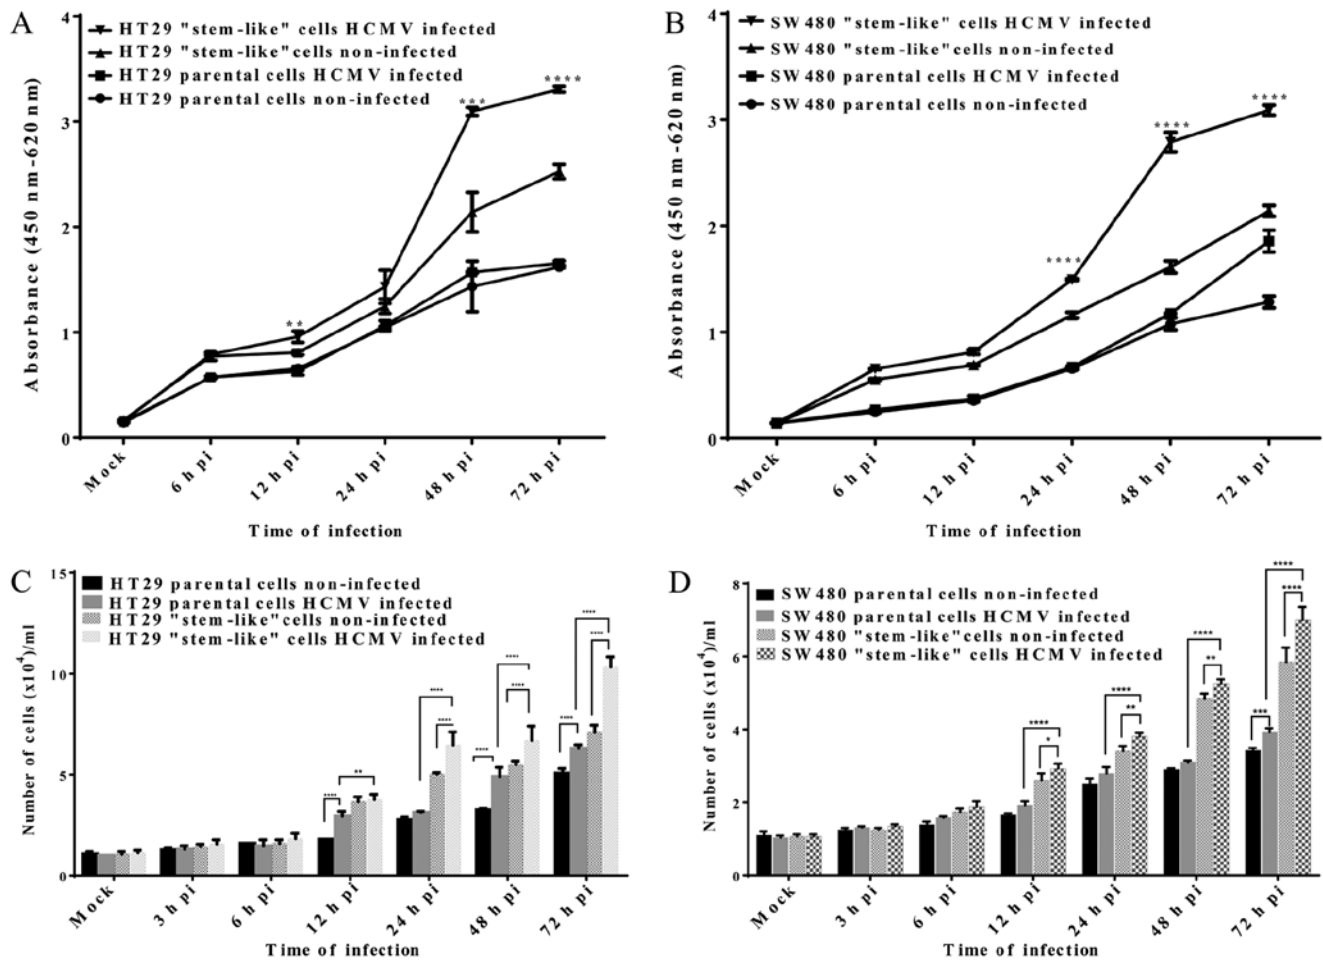 A
HT29 "stem-like" cells HCMV infected
HT29 "stem-like"cells non-infected
HT29 parental cells HCMV infected
HT29 parental cells non-infected
Absorbance (450 nm-620 nm)
4
3
2
1
0
**
***
****
Mock
6 h pi
12 h pi
24 h pi
48 h pi
72 h pi
Time of infection
B
SW480 "stem-like" cells HCMV infected
SW480 "stem-like"cells non-infected
SW480 parental cells HCMV infected
SW480 parental cells non-infected
Absorbance (450 nm-620 nm)
4
3
2
1
0
****
****
****
Mock
6 h pi
12 h pi
24 h pi
48 h pi
72 h pi
Time of infection
C
HT29 parental cells non-infected
HT29 parental cells HCMV infected
HT29 "stem-like"cells non-infected
HT29 "stem-like" cells HCMV infected
Number of cells (x10⁴)/ml
15
10
5
0
****
**
****
****
****
****
****
****
****
****
Mock
3 h pi
6 h pi
12 h pi
24 h pi
48 h pi
72 h pi
Time of infection
D
SW480 parental cells non-infected
SW480 parental cells HCMV infected
SW480 "stem-like"cells non-infected
SW480 "stem-like" cells HCMV infected
Number of cells (x10⁴)/ml
8
6
4
2
0
****
*
****
**
****
**
***
****
****
Mock
3 h pi
6 h pi
12 h pi
24 h pi
48 h pi
72 h pi
Time of infection